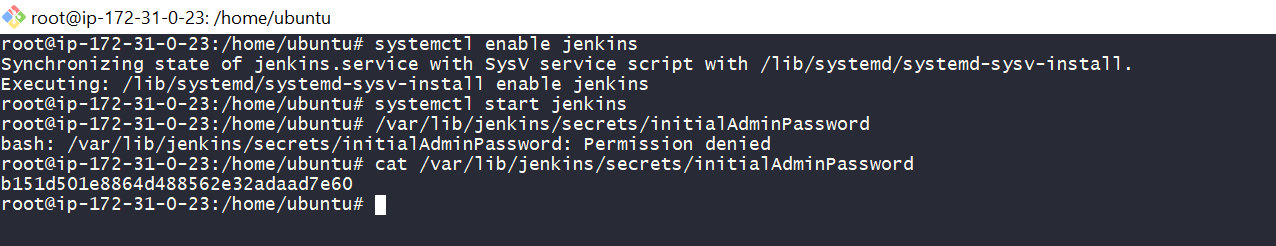 root@ip-172-31-0-23: /home/ubuntu
root@ip-172-31-0-23:/home/ubuntu# systemctl enable jenkins
Synchronizing state of jenkins.service with SysV service script with /lib/systemd/systemd-sysv-install.
Executing: /lib/systemd/systemd-sysv-install enable jenkins
root@ip-172-31-0-23:/home/ubuntu# systemctl start jenkins
root@ip-172-31-0-23:/home/ubuntu# /var/lib/jenkins/secrets/initialAdminPassword
bash: /var/lib/jenkins/secrets/initialAdminPassword: Permission denied
root@ip-172-31-0-23:/home/ubuntu# cat /var/lib/jenkins/secrets/initialAdminPassword
b151d501e8864d488562e32adaad7e60
root@ip-172-31-0-23:/home/ubuntu#